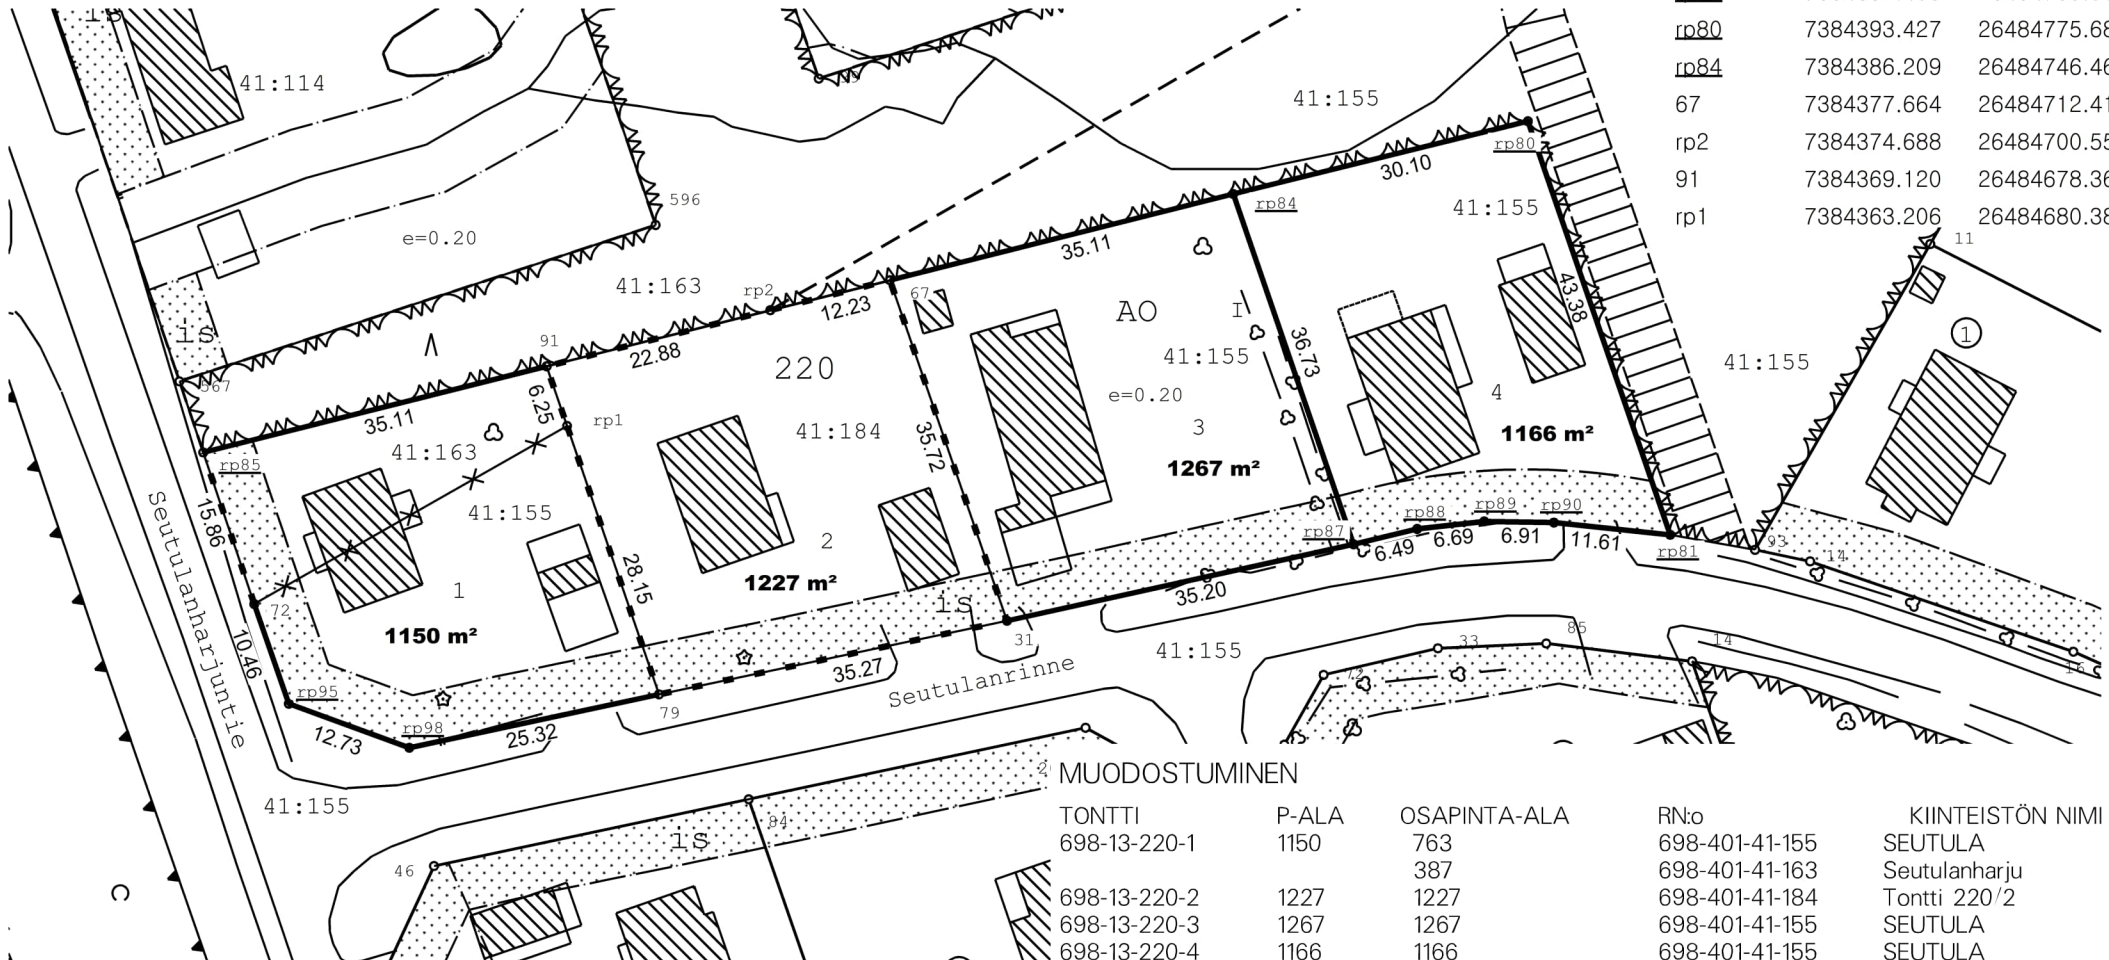 rp80 7384393.427 26484775.68
rp84 7384386.209 26484746.46
67 7384377.664 26484712.41
rp2 7384374.688 26484700.55
91 7384369.120 26484678.36
rp1 7384363.206 26484680.38
is
41:114
41:155
rp80
30.10
596
rp84
41:155
e=0.20
35.11
11
41:163
rp2
67
12.23
AO
I
43.38
is
1
91
22.88
220
41:155
36.73
41:155
567
6.25
e=0.20
4
35.11
rp1
41:184
35.72
3
1166 m²
41:163
1267 m²
rp85
15.86
Seutulanharjuntie
41:155
2
28.15
rp87
rp88
rp89
rp90
6.49
6.69
6.91
11.61
rp81
93
14
1
1227 m²
72
is
35.20
1150 m²
10.46
31
85
33
14
35.27
41:155
72
16
rp95
Seutulanrinne
79
rp98
12.73
25.32
41:155
84
is
46
C
MUODOSTUMINEN
TONTTI P-ALA OSAPINTA-ALA RN:o KIINTEISTÖN NIMI
698-13-220-1 1150 763 698-401-41-155 SEUTULA
387 698-401-41-163 Seutulanharju
698-13-220-2 1227 1227 698-401-41-184 Tontti 220/2
698-13-220-3 1267 1267 698-401-41-155 SEUTULA
698-13-220-4 1166 1166 698-401-41-155 SEUTULA